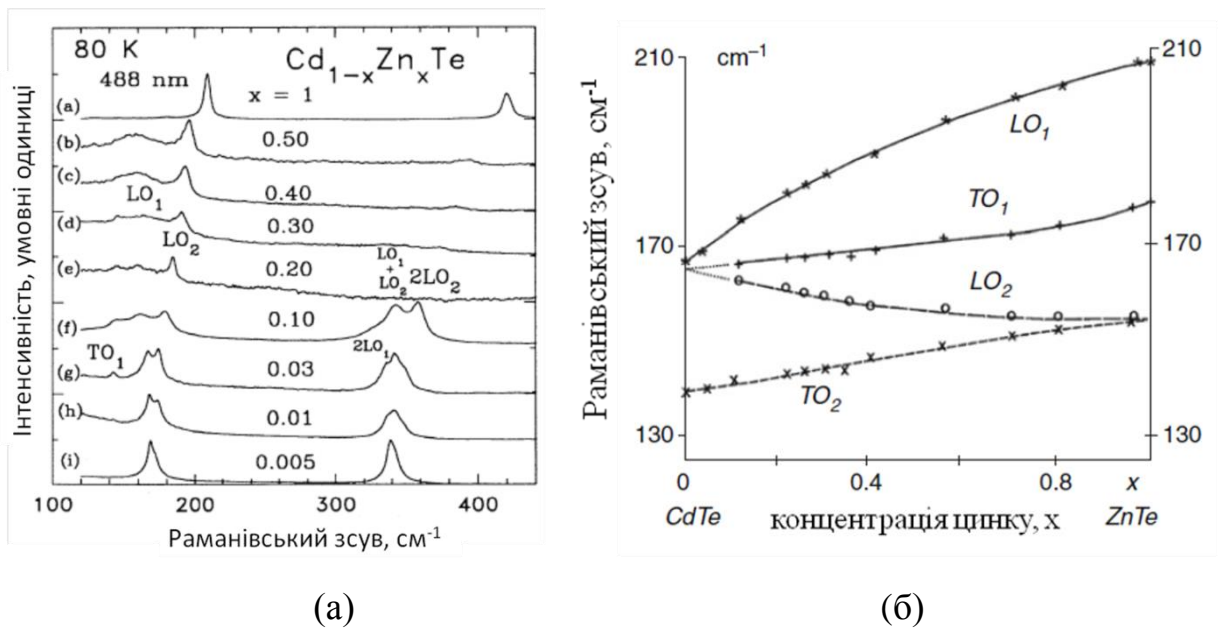 Інтенсивність, умовні одиниці
80 K
488 nm
Cd1-xZnxTe
x = 1
(a)
(b)
0.50
(c)
0.40
LO1
(d)
0.30
LO2
(e)
0.20
LO1
+
LO2
2LO2
(f)
0.10
TO1
2LO1
(g)
0.03
(h)
0.01
(i)
0.005
100
200
300
400
Раманівський зсув, см-1
(а)
Раманівський зсув, см-1
210
170
130
cm−1
LO1
TO1
LO2
TO2
210
170
130
0
0.4
0.8
x
CdTe
концентрація цинку, х
ZnTe
(б)